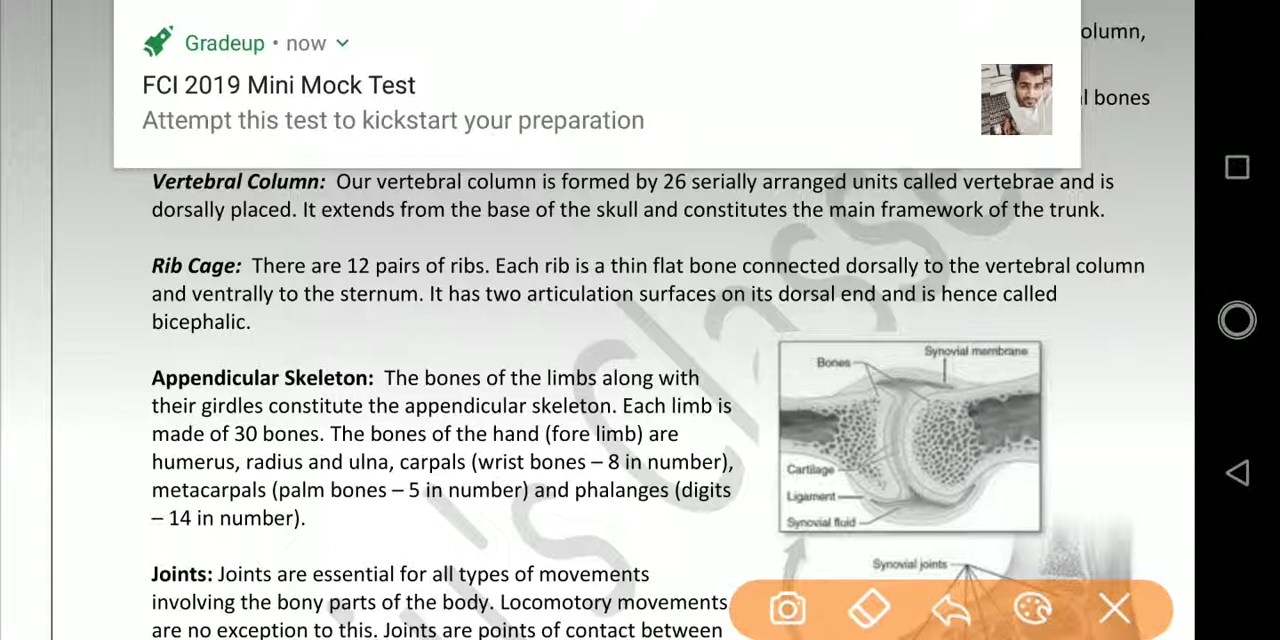 olumn,
Gradeup • now
FCI 2019 Mini Mock Test
l bones
Attempt this test to kickstart your preparation
Vertebral Column: Our vertebral column is formed by 26 serially arranged units called vertebrae and is
dorsally placed. It extends from the base of the skull and constitutes the main framework of the trunk.
Rib Cage: There are 12 pairs of ribs. Each rib is a thin flat bone connected dorsally to the vertebral column
and ventrally to the sternum. It has two articulation surfaces on its dorsal end and is hence called
bicephalic.
Appendicular Skeleton: The bones of the limbs along with
their girdles constitute the appendicular skeleton. Each limb is
made of 30 bones. The bones of the hand (fore limb) are
humerus, radius and ulna, carpals (wrist bones – 8 in number),
metacarpals (palm bones – 5 in number) and phalanges (digits
– 14 in number).
Bones
Synovial membrane
Cartilage
Ligament
Synovial fluid
Synovial joints
Joints: Joints are essential for all types of movements
involving the bony parts of the body. Locomotory movements
are no exception to this. Joints are points of contact between